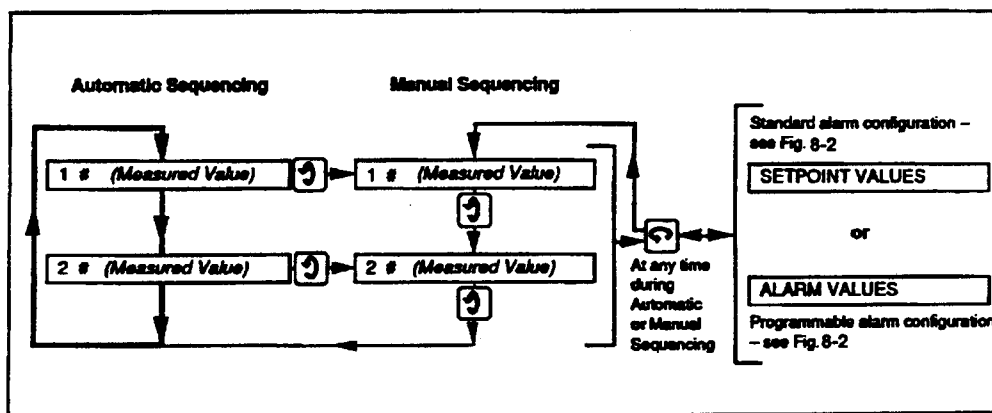 Automatic Sequencing
Manual Sequencing
1 # (Measured Value)
1 # (Measured Value)
2 # (Measured Value)
2 # (Measured Value)
At any time
during
Automatic
or Manual
Sequencing
Standard alarm configuration –
see Fig. 8-2
SETPOINT VALUES
or
ALARM VALUES
Programmable alarm configuration
– see Fig. 8-2